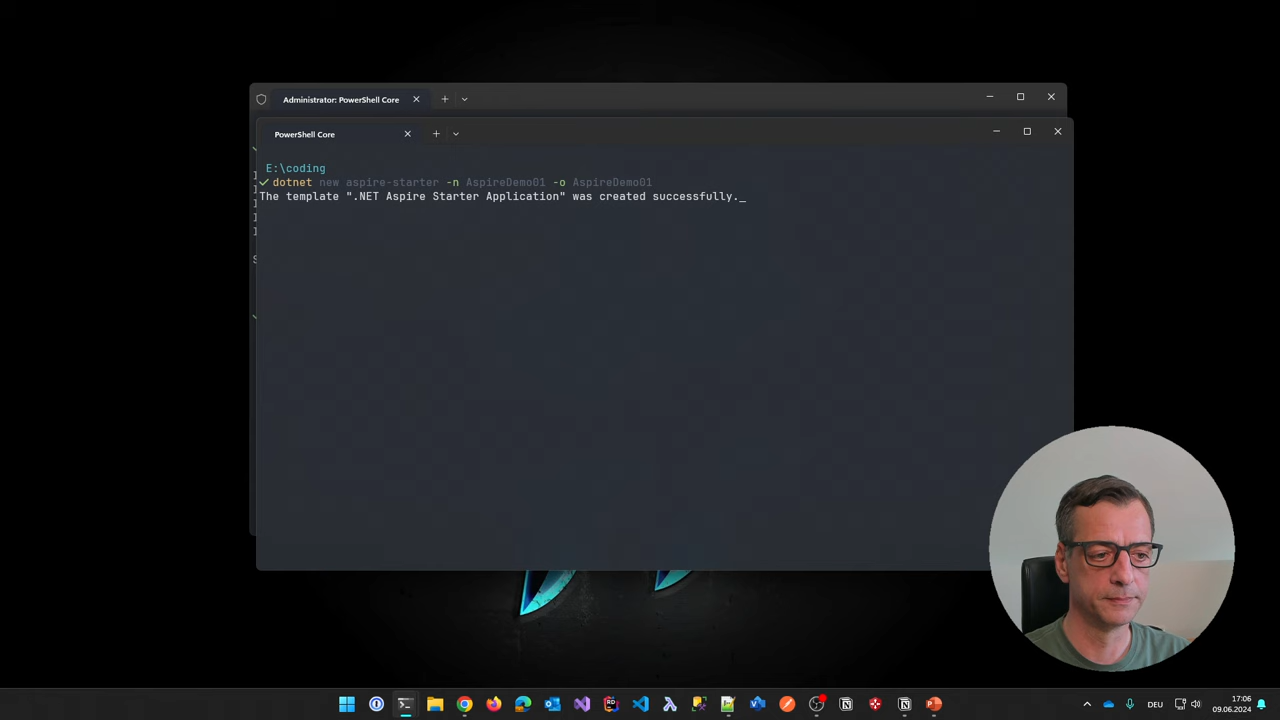 Administrator: PowerShell Core
PowerShell Core
E:\coding
dotnet new aspire-starter -n AspireDemo01 -o AspireDemo01
The template ".NET Aspire Starter Application" was created successfully._
RD
DEU
17:06
09.06.2024